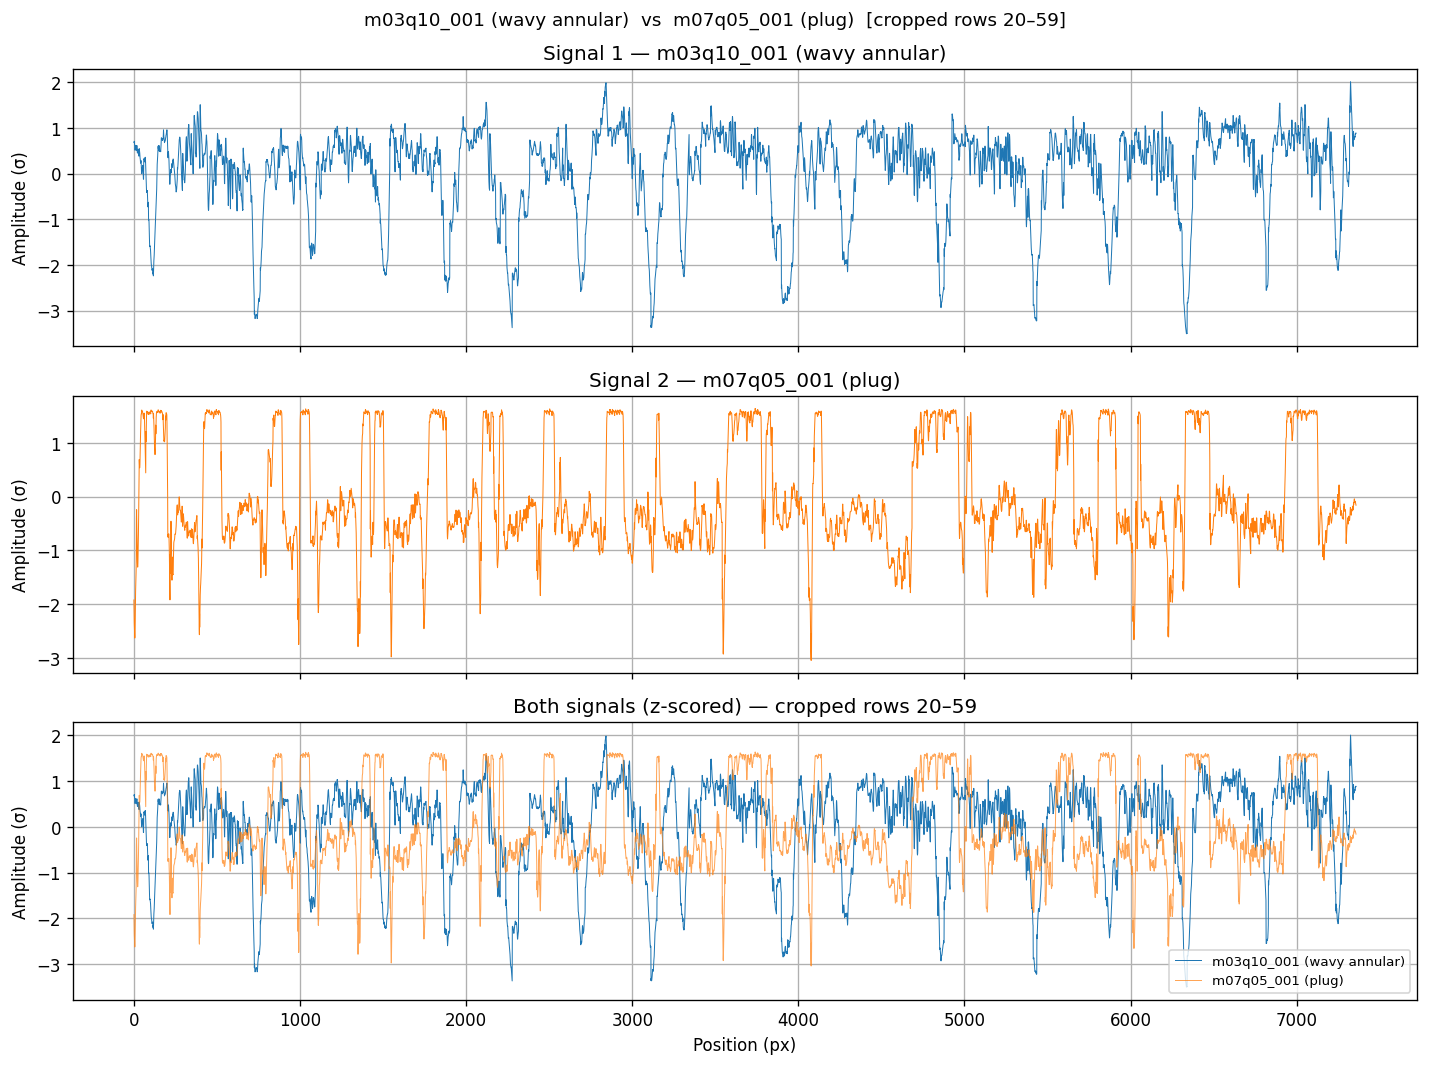 m03q10_001 (wavy annular)  vs  m07q05_001 (plug)  [cropped rows 20–59]
Signal 1 — m03q10_001 (wavy annular)
Amplitude (σ)
2
1
0
−1
−2
−3
Signal 2 — m07q05_001 (plug)
Amplitude (σ)
1
0
−1
−2
−3
Both signals (z-scored) — cropped rows 20–59
Amplitude (σ)
2
1
0
−1
−2
−3
m03q10_001 (wavy annular)
m07q05_001 (plug)
0 1000 2000 3000 4000 5000 6000 7000
Position (px)